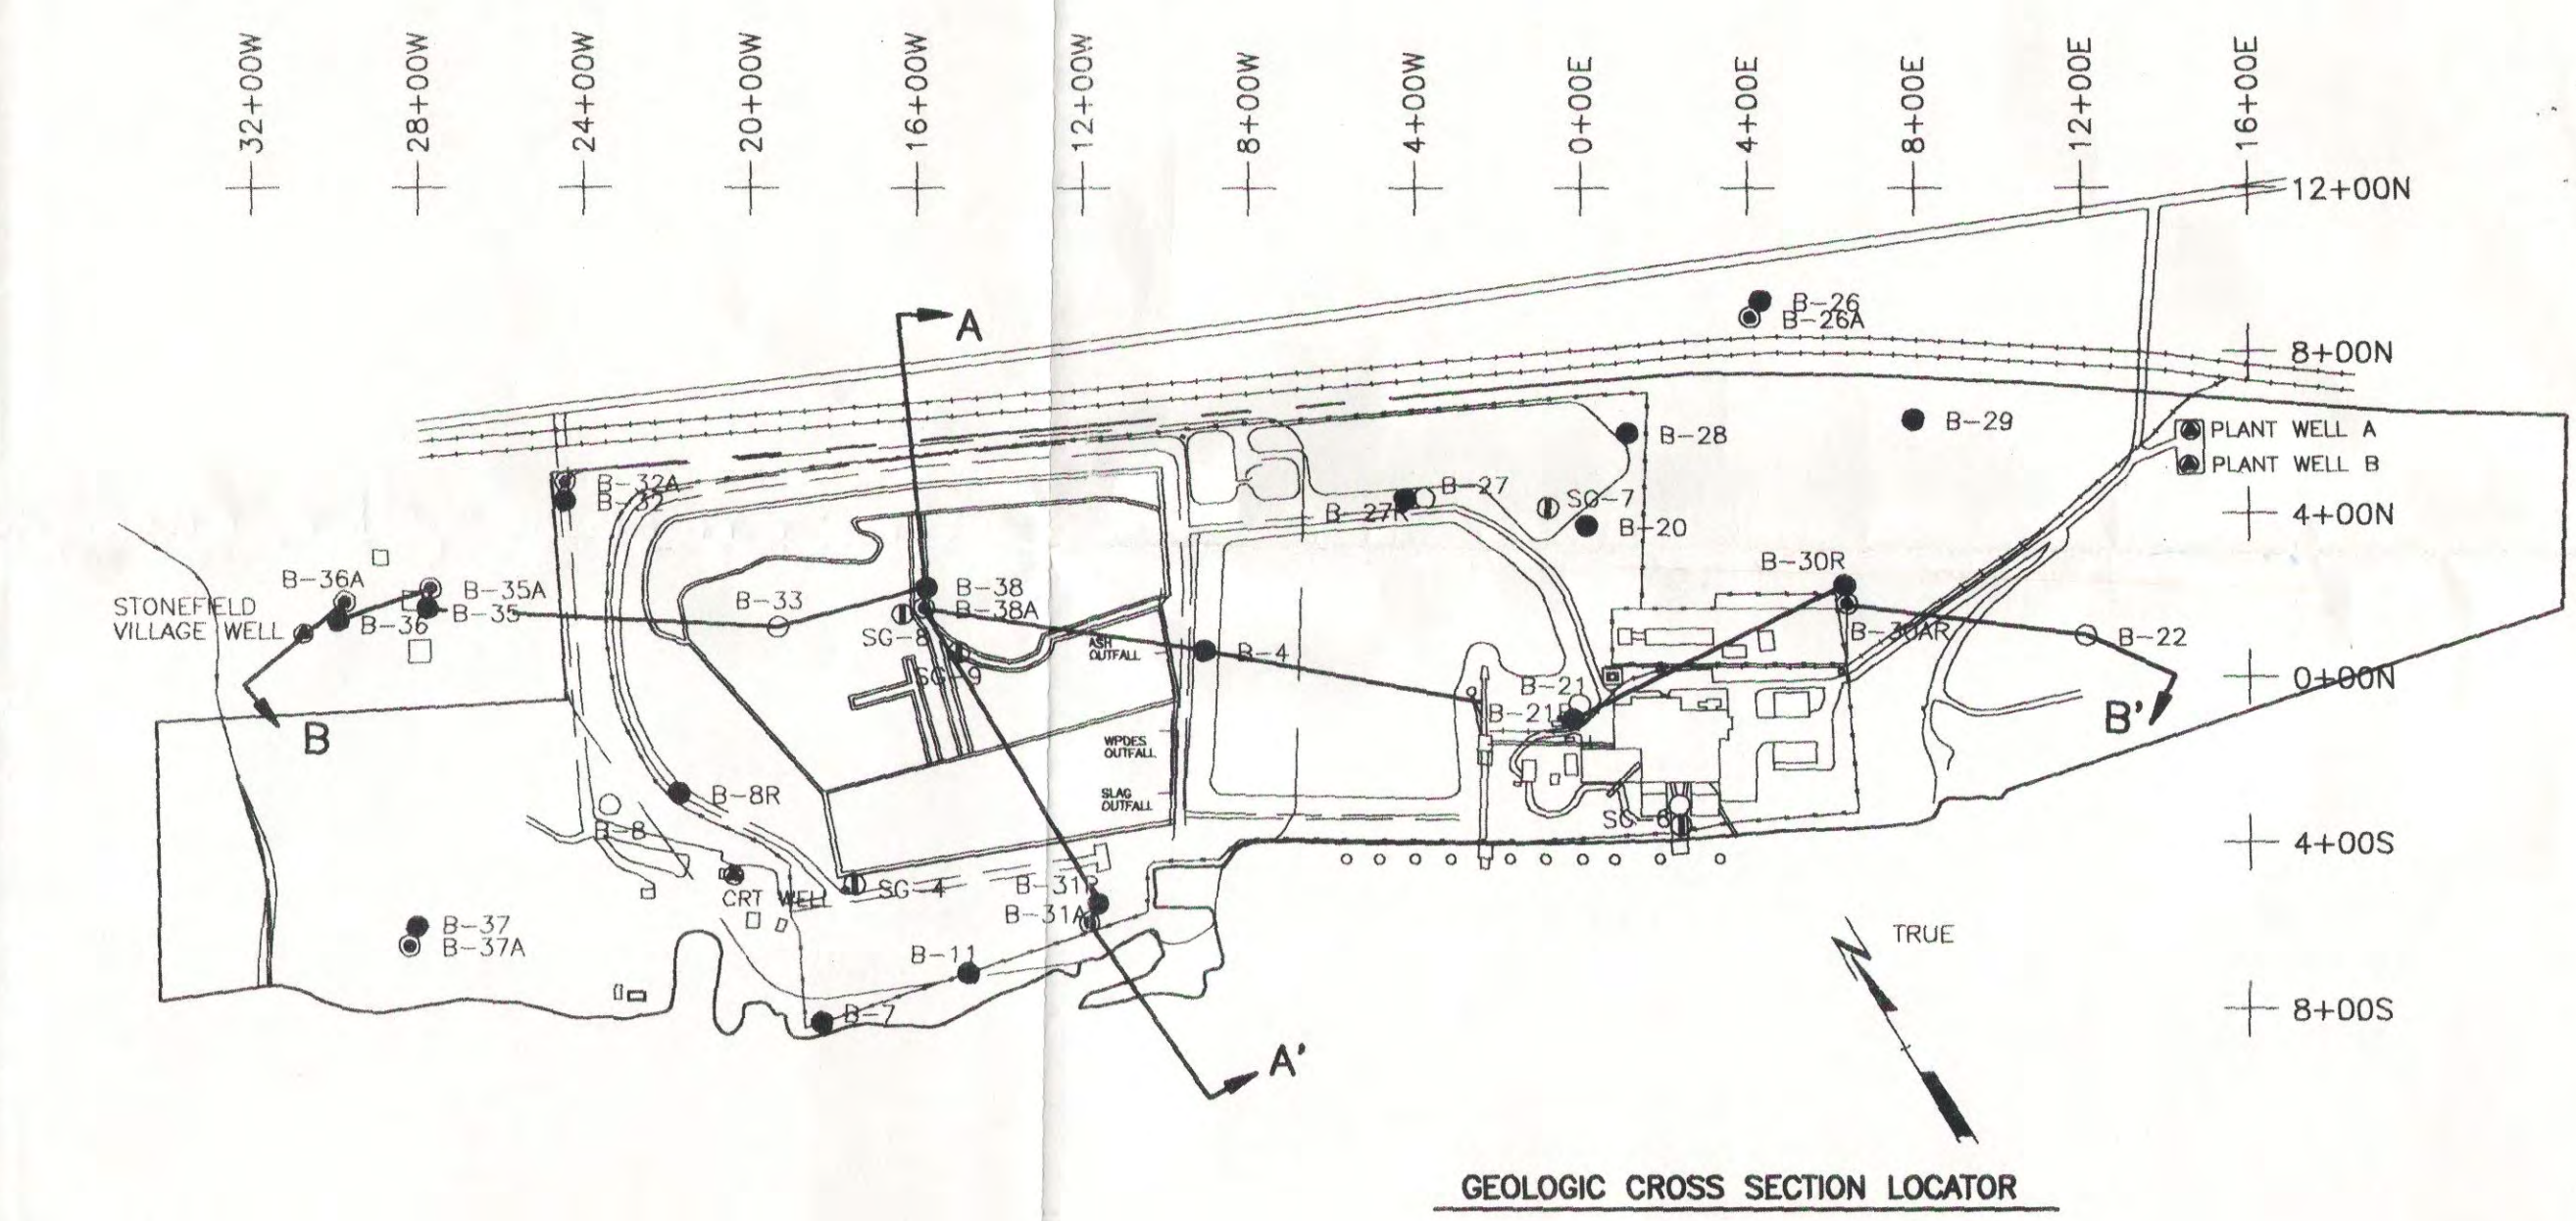 32+00W
28+00W
24+00W
20+00W
16+00W
12+00W
8+00W
4+00W
0+00E
4+00E
8+00E
12+00E
16+00E
12+00N
A
B-26
B-26A
8+00N
B-28
B-29
PLANT WELL A
PLANT WELL B
B-32A
B-32
B-27
B-27R
SG-7
B-20
4+00N
B-36A
B-35A
STONEFIELD
VILLAGE WELL
B-36
B-35
B-33
B-38
B-38A
SG-8
SG-9
ASH
OUTFALL
B-4
B-30R
B-30AR
B-22
0+00N
B-21
B-21R
B
B'
WPDES
OUTFALL
B-8R
SLAG
OUTFALL
B-8
SG-6
4+00S
CRT WELL
SG-4
B-31R
B-31A
B-37
B-37A
B-11
TRUE
B-7
8+00S
A'
GEOLOGIC CROSS SECTION LOCATOR